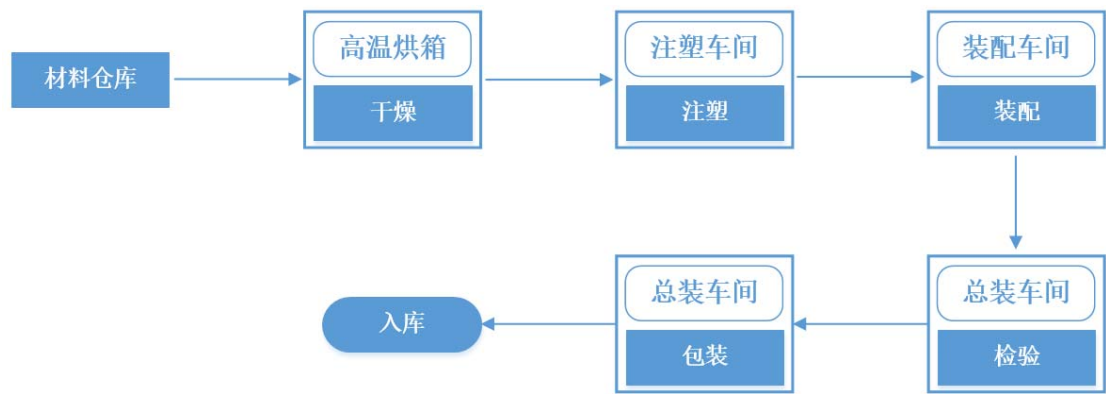 材料仓库
高温烘箱
干燥
注塑车间
注塑
装配车间
装配
总装车间
检验
总装车间
包装
入库